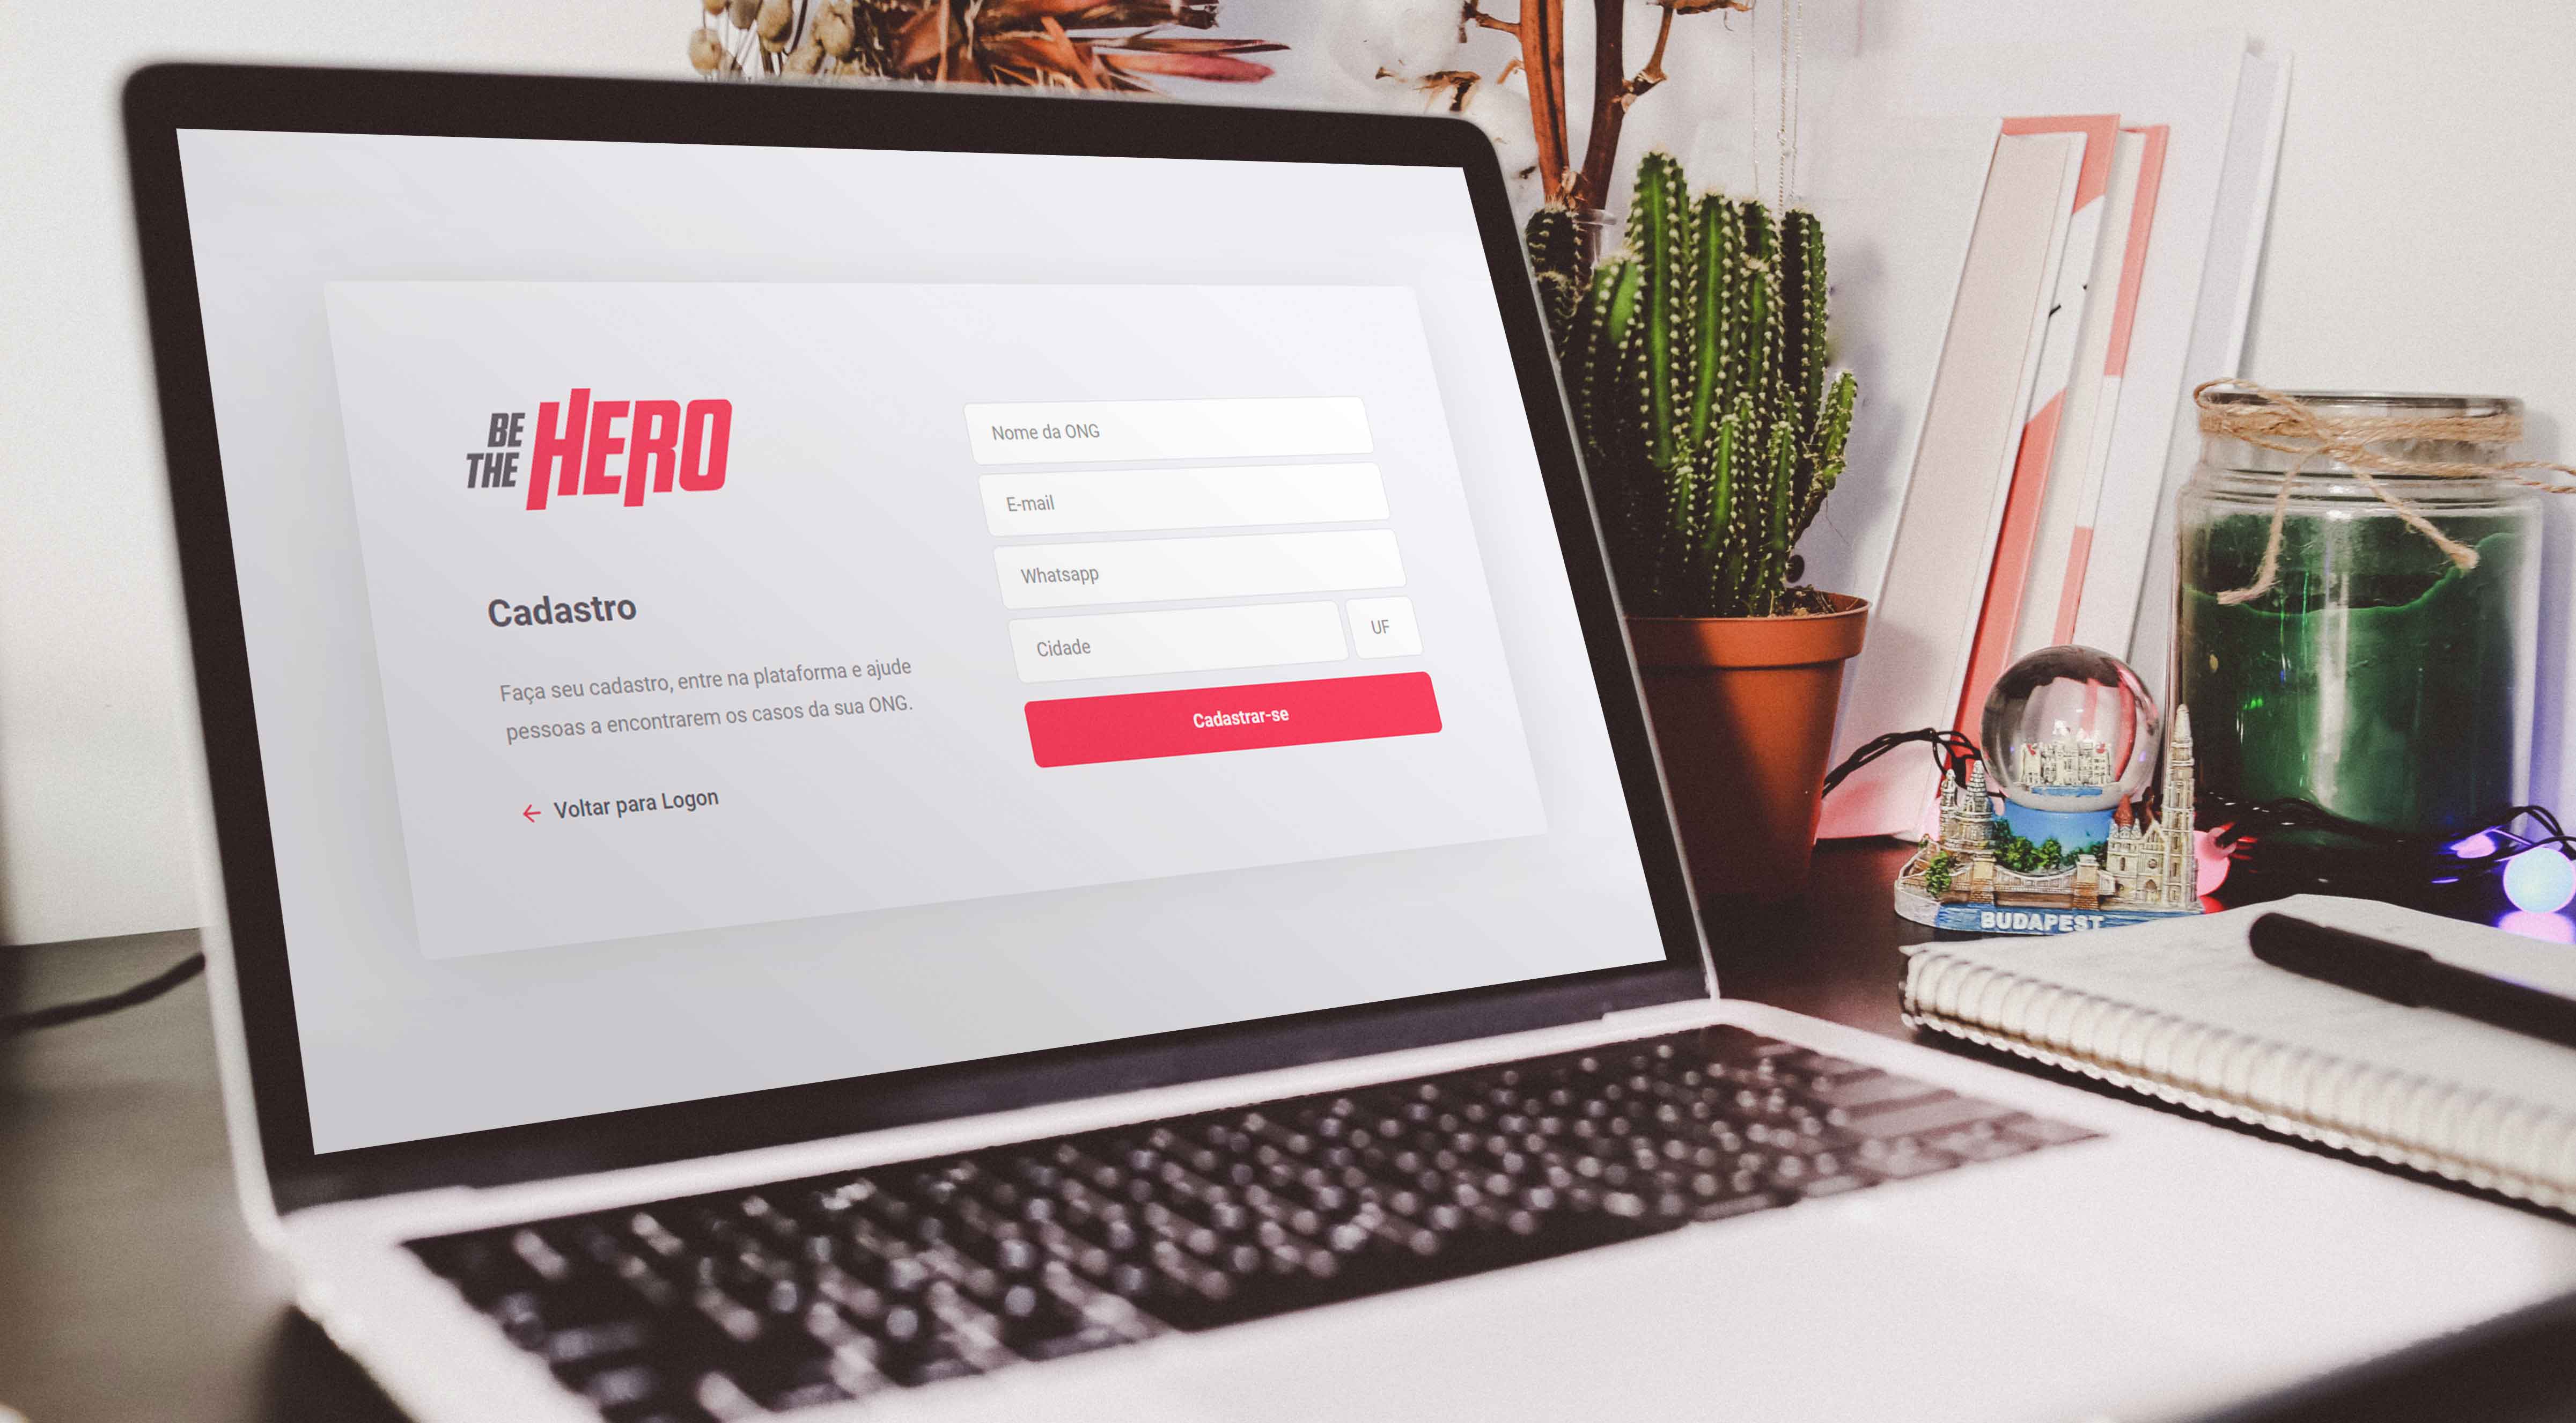 BE
THE
HERO
Cadastro
Faça seu cadastro, entre na plataforma e ajude
pessoas a encontrarem os casos da sua ONG.
Voltar para Logon
Nome da ONG
E-mail
Whatsapp
Cidade
UF
Cadastrar-se
BUDAPEST